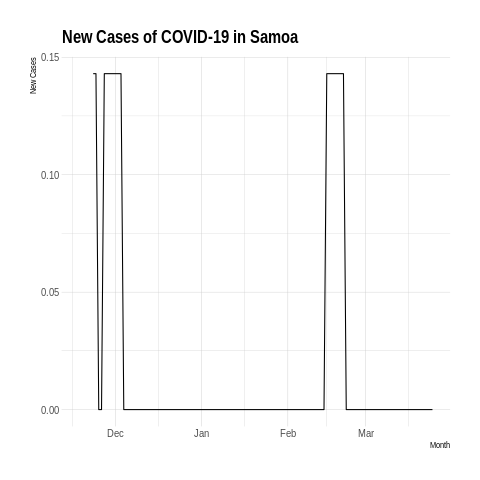 New Cases of COVID-19 in Samoa
New Cases
0.15
0.10
0.05
0.00
Dec Jan Feb Mar
Month